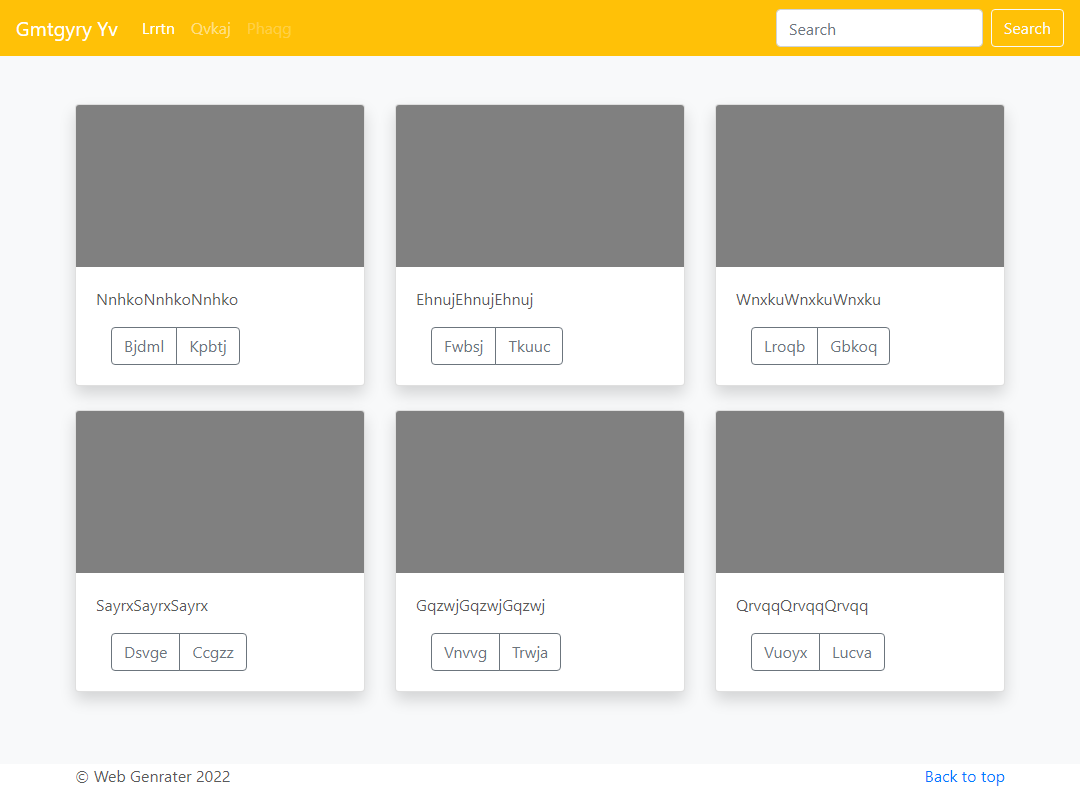 Gmtgyry Yv Lrrtn Qvkaj Phaqg Search Search
NnhkoNnhkoNnhko EhnujEhnujEhnuj WnxkuWnxkuWnxku
Bjdml Kpbtj Fwbsj Tkuuc Lroqb Gbkoq
SayrxSayrxSayrx GqzwjGqzwjGqzwj QrvqqQrvqqQrvqq
Dsvge Ccgzz Vnvvg Trwja Vuoyx Lucva
© Web Genrater 2022 Back to top